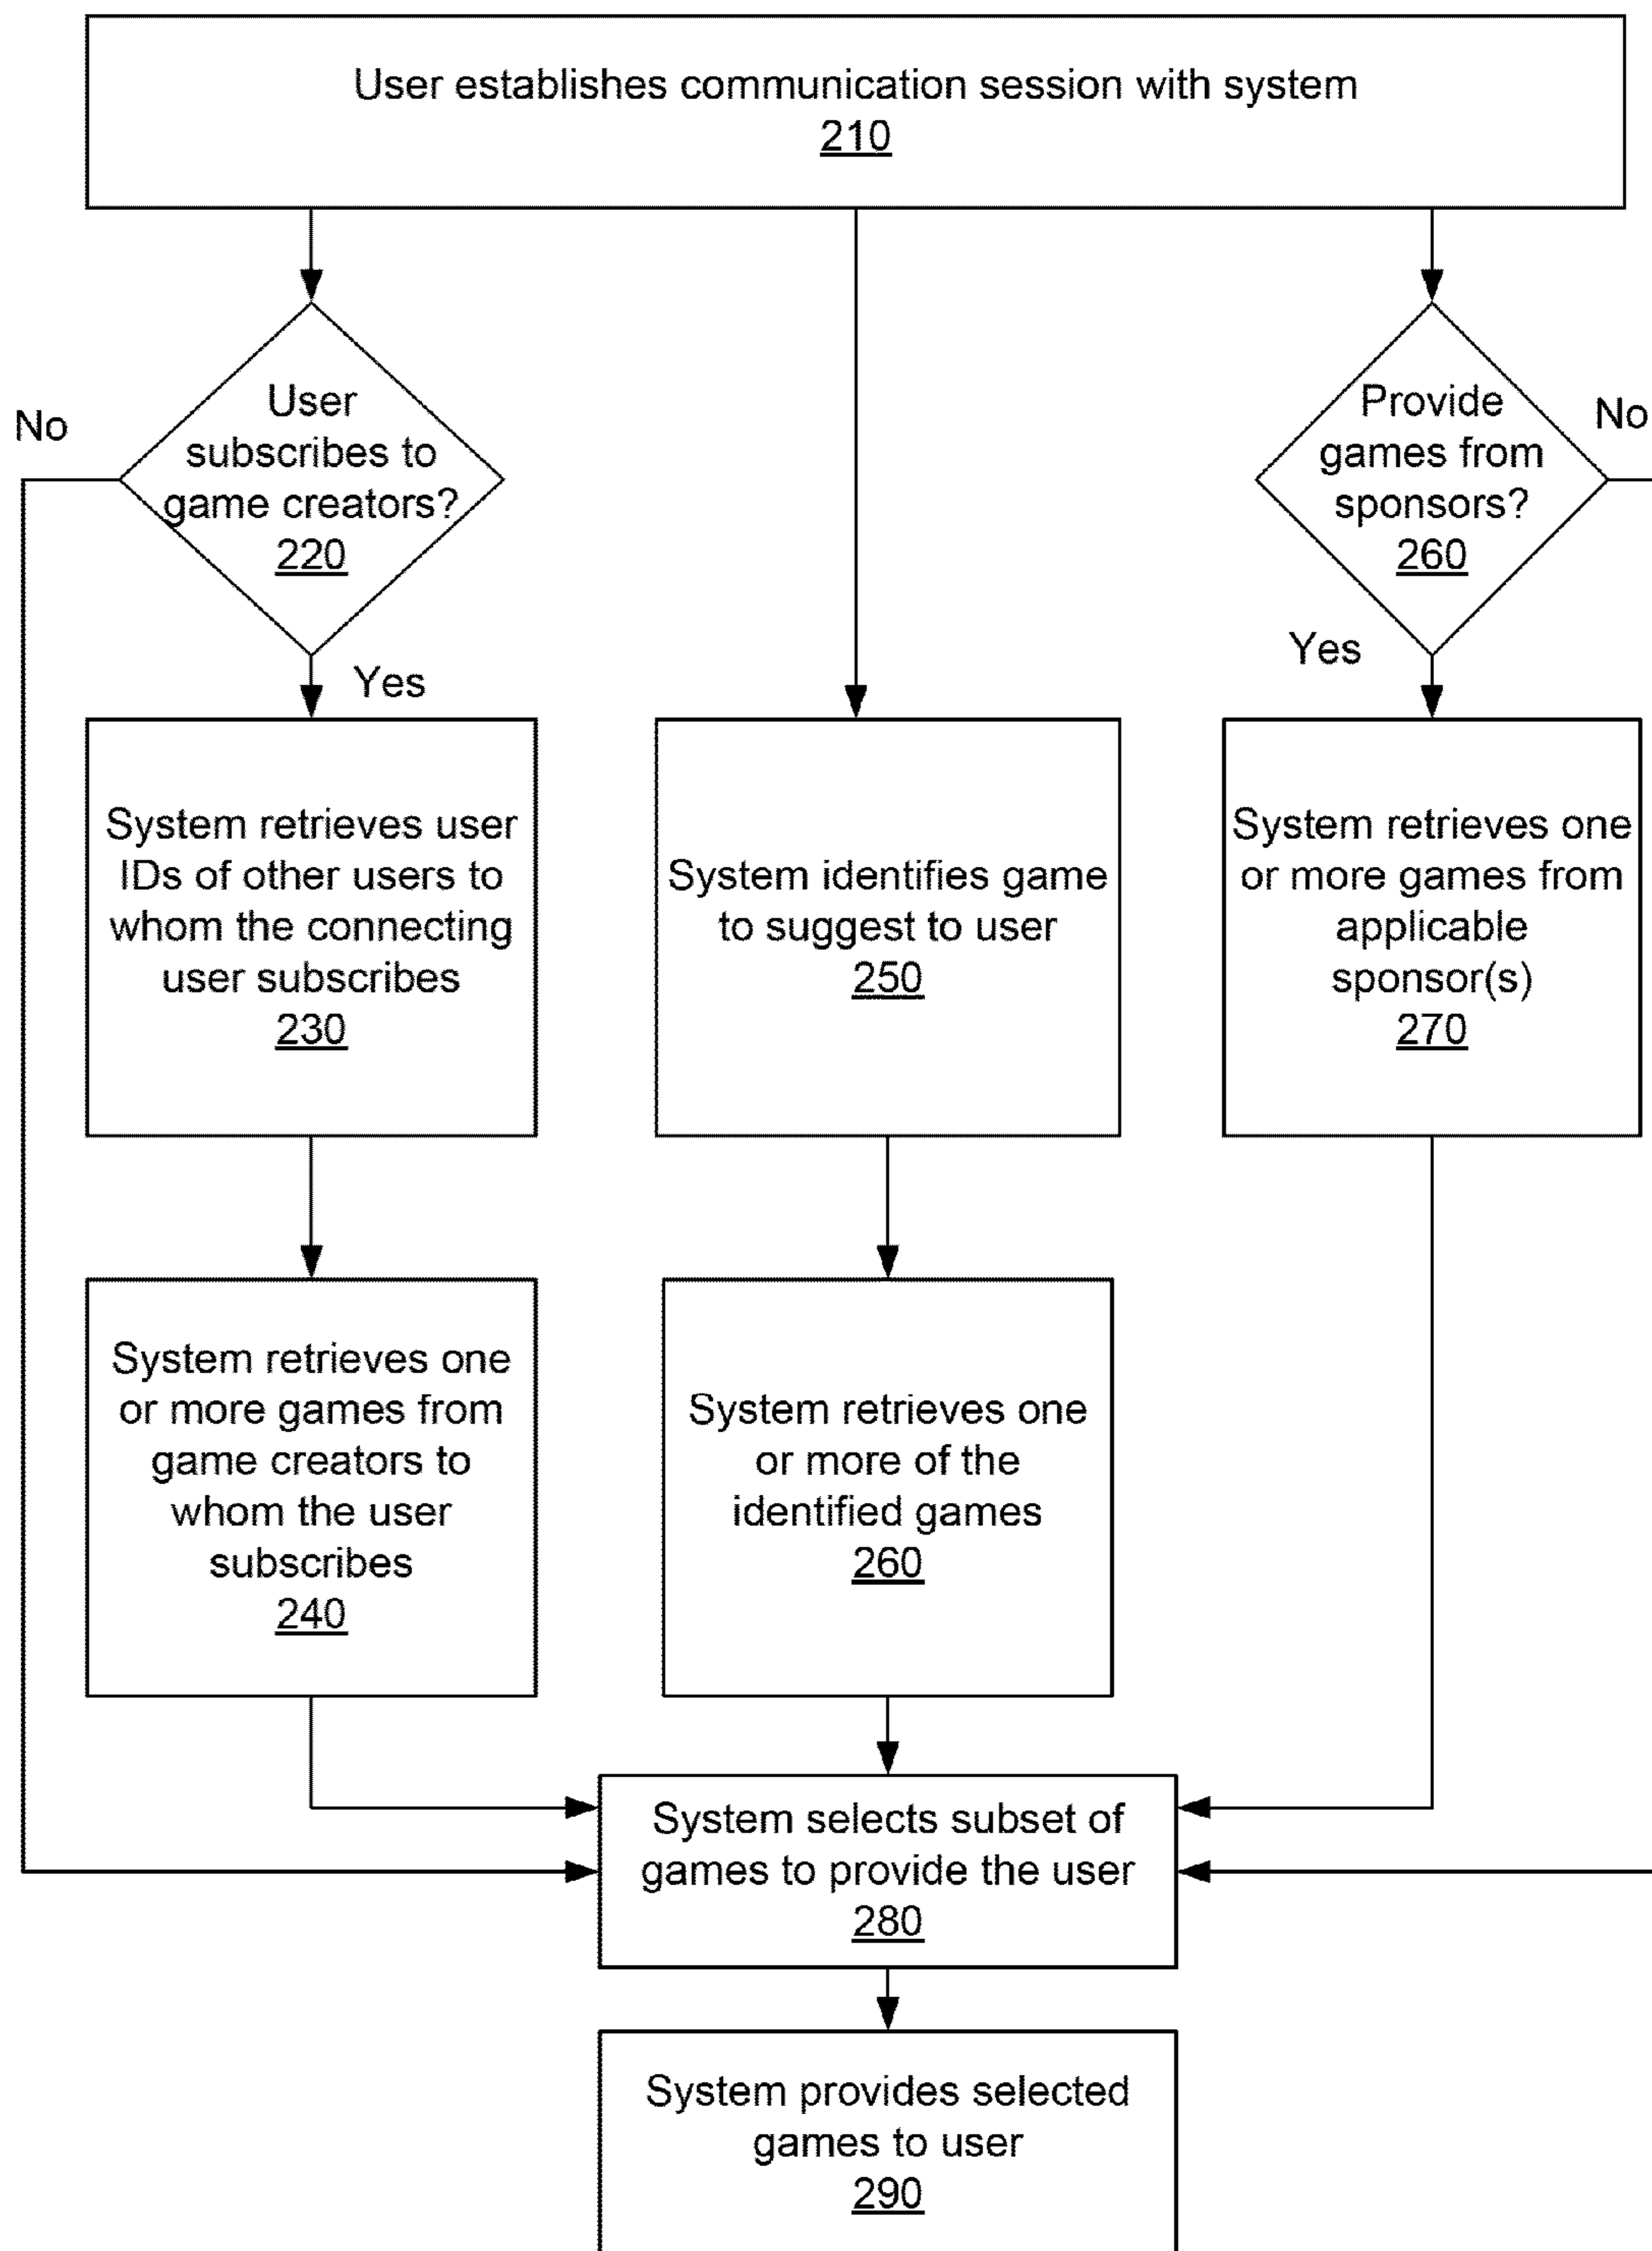 User establishes communication session with system
210
No
User
subscribes to
game creators?
220
Yes
Provide
games from
sponsors?
260
No
Yes
System retrieves user
IDs of other users to
whom the connecting
user subscribes
230
System identifies game
to suggest to user
250
System retrieves one
or more games from
applicable
sponsor(s)
270
System retrieves one
or more games from
game creators to
whom the user
subscribes
240
System retrieves one
or more of the
identified games
260
System selects subset of
games to provide the user
280
System provides selected
games to user
290